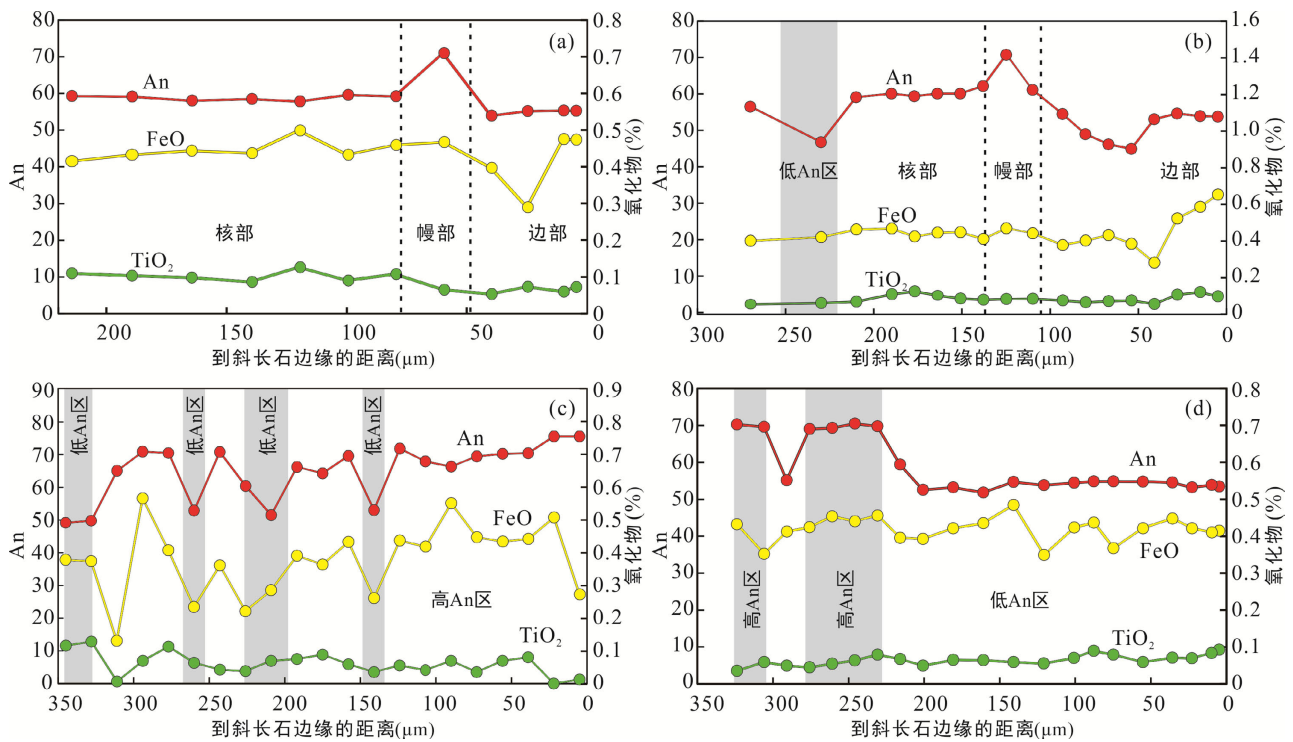 (a)
An
FeO
TiO₂
核部
幔部
边部
An
80
70
60
50
40
30
20
10
0
氧化物(%)
0.8
0.7
0.6
0.5
0.4
0.3
0.2
0.1
0
200
150
100
50
0
到斜长石边缘的距离(μm)
(b)
An
FeO
TiO₂
低An区
核部
幔部
边部
An
80
70
60
50
40
30
20
10
0
氧化物(%)
1.6
1.4
1.2
1.0
0.8
0.6
0.4
0.2
0
300
250
200
150
100
50
0
到斜长石边缘的距离(μm)
(c)
低An区
低An区
低An区
低An区
An
FeO
高An区
TiO₂
An
90
80
70
60
50
40
30
20
10
0
氧化物(%)
0.9
0.8
0.7
0.6
0.5
0.4
0.3
0.2
0.1
0
350
300
250
200
150
100
50
0
到斜长石边缘的距离(μm)
(d)
An
FeO
高An区
高An区
低An区
TiO₂
An
80
70
60
50
40
30
20
10
0
氧化物(%)
0.8
0.7
0.6
0.5
0.4
0.3
0.2
0.1
0
350
300
250
200
150
100
50
0
到斜长石边缘的距离(μm)